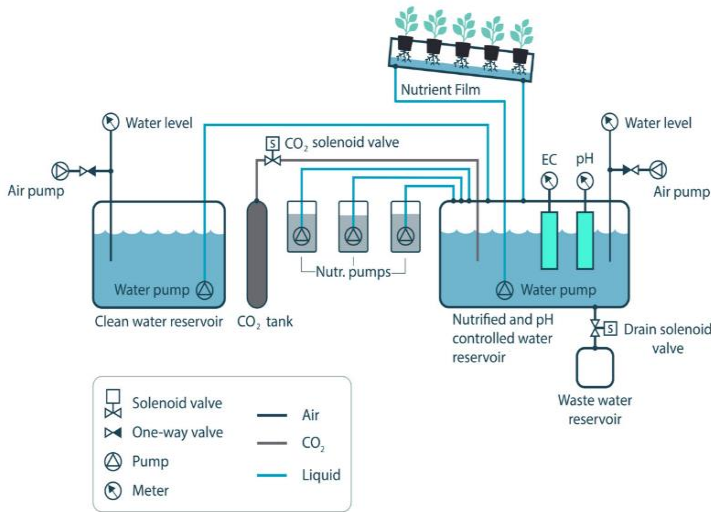 Nutrient Film
Water level
S
CO₂ solenoid valve
Air pump
EC
pH
Water level
Air pump
Nutr. pumps
Water pump
Water pump
Clean water reservoir
CO₂ tank
Nutrified and pH
controlled water
reservoir
S
Drain solenoid
valve
Waste water
reservoir
Solenoid valve
One-way valve
Pump
Meter
Air
CO₂
Liquid